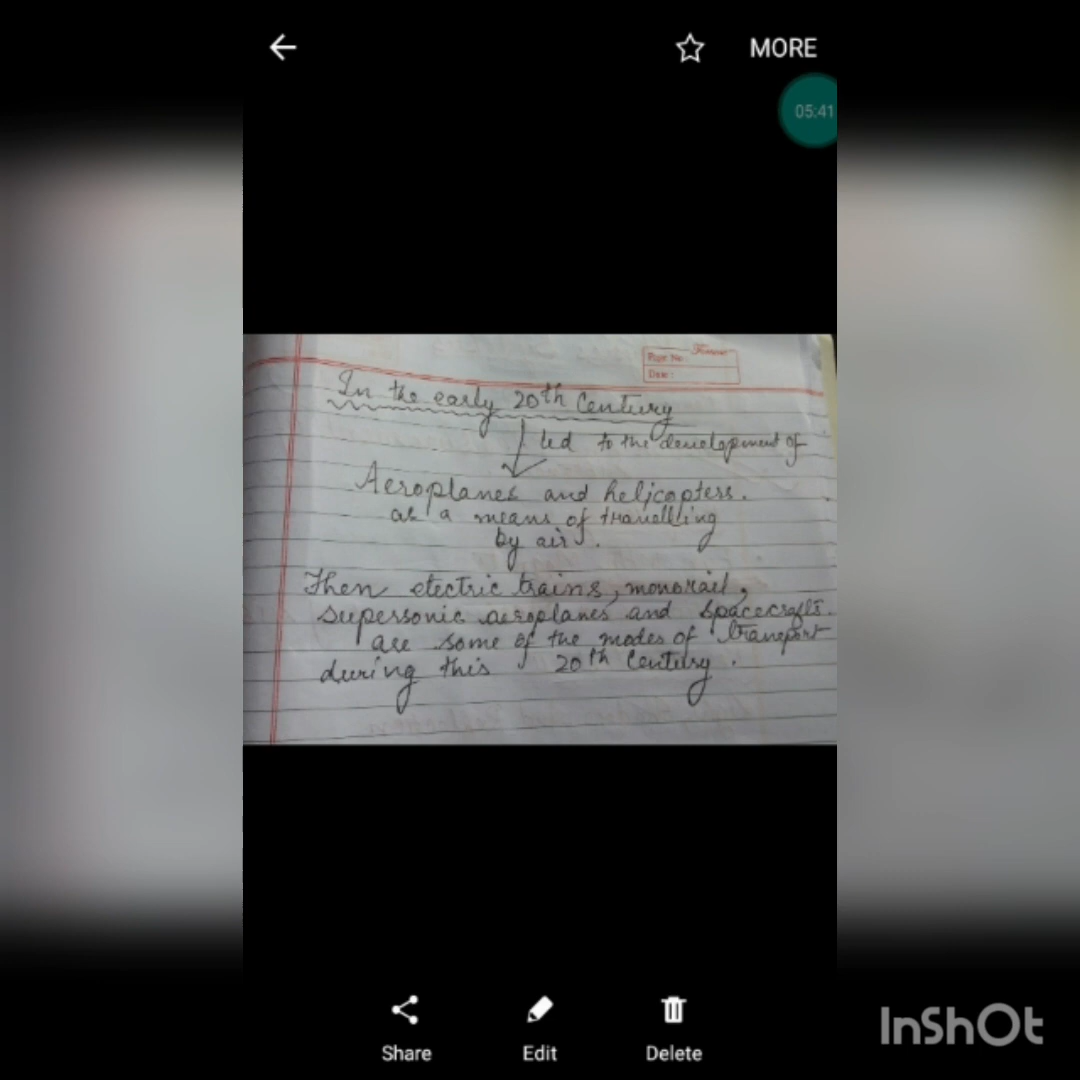 MORE
05:41
Page No.
Date:
In the early 20th Century
led to the development of
Aeroplanes and helicopters.
as a means of travelling
by air.
Then electric trains, monorail,
supersonic aeroplanes and spacecrafts.
are some of the modes of transport
during this 20th Century.
Share Edit Delete
InShOt